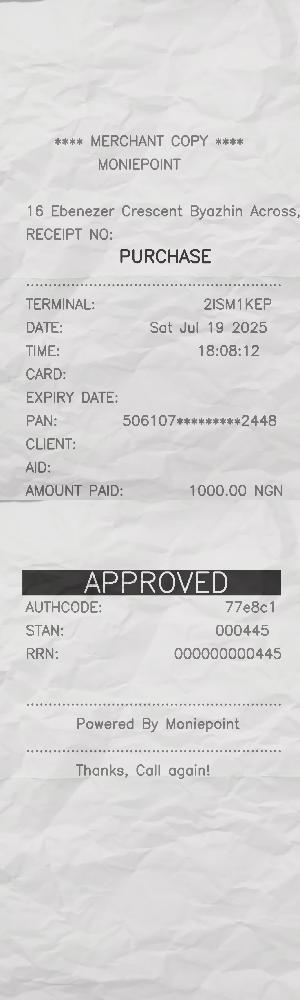 **** MERCHANT COPY ****
MONIEPOINT
16 Ebenezer Crescent Byazhin Across,
RECEIPT NO:
PURCHASE
TERMINAL: 2ISM1KEP
DATE: Sat Jul 19 2025
TIME: 18:08:12
CARD:
EXPIRY DATE:
PAN: 506107*********2448
CLIENT:
AID:
AMOUNT PAID: 1000.00 NGN
APPROVED
AUTHCODE: 77e8c1
STAN: 000445
RRN: 000000000445
Powered By Moniepoint
Thanks, Call again!